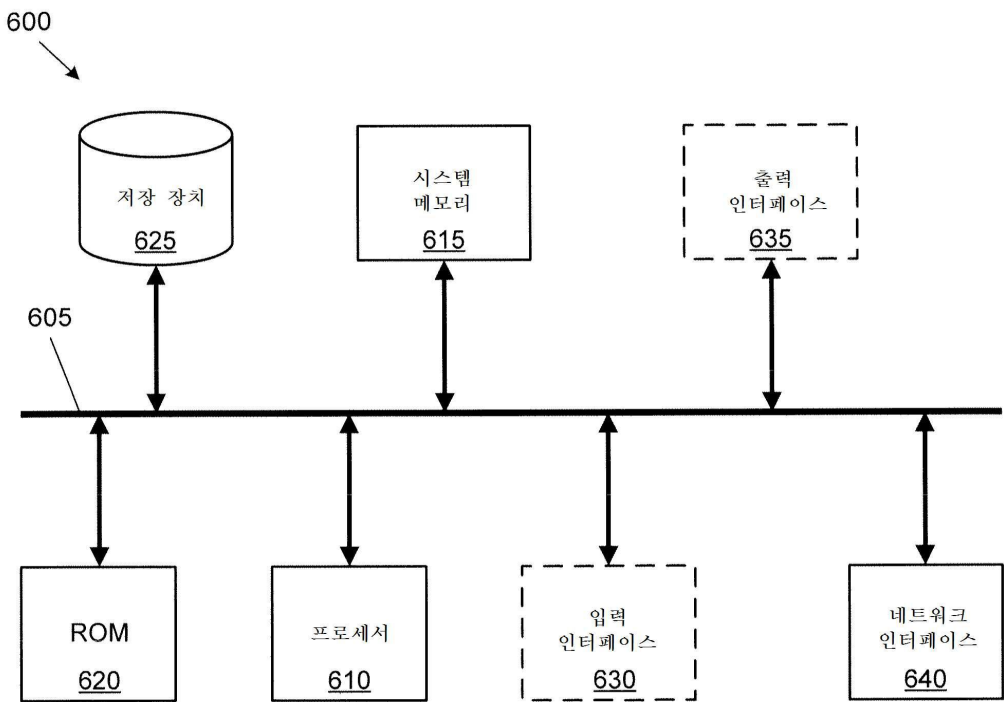 600
저장 장치
625
시스템
메모리
615
출력
인터페이스
635
605
ROM
620
프로세서
610
입력
인터페이스
630
네트워크
인터페이스
640